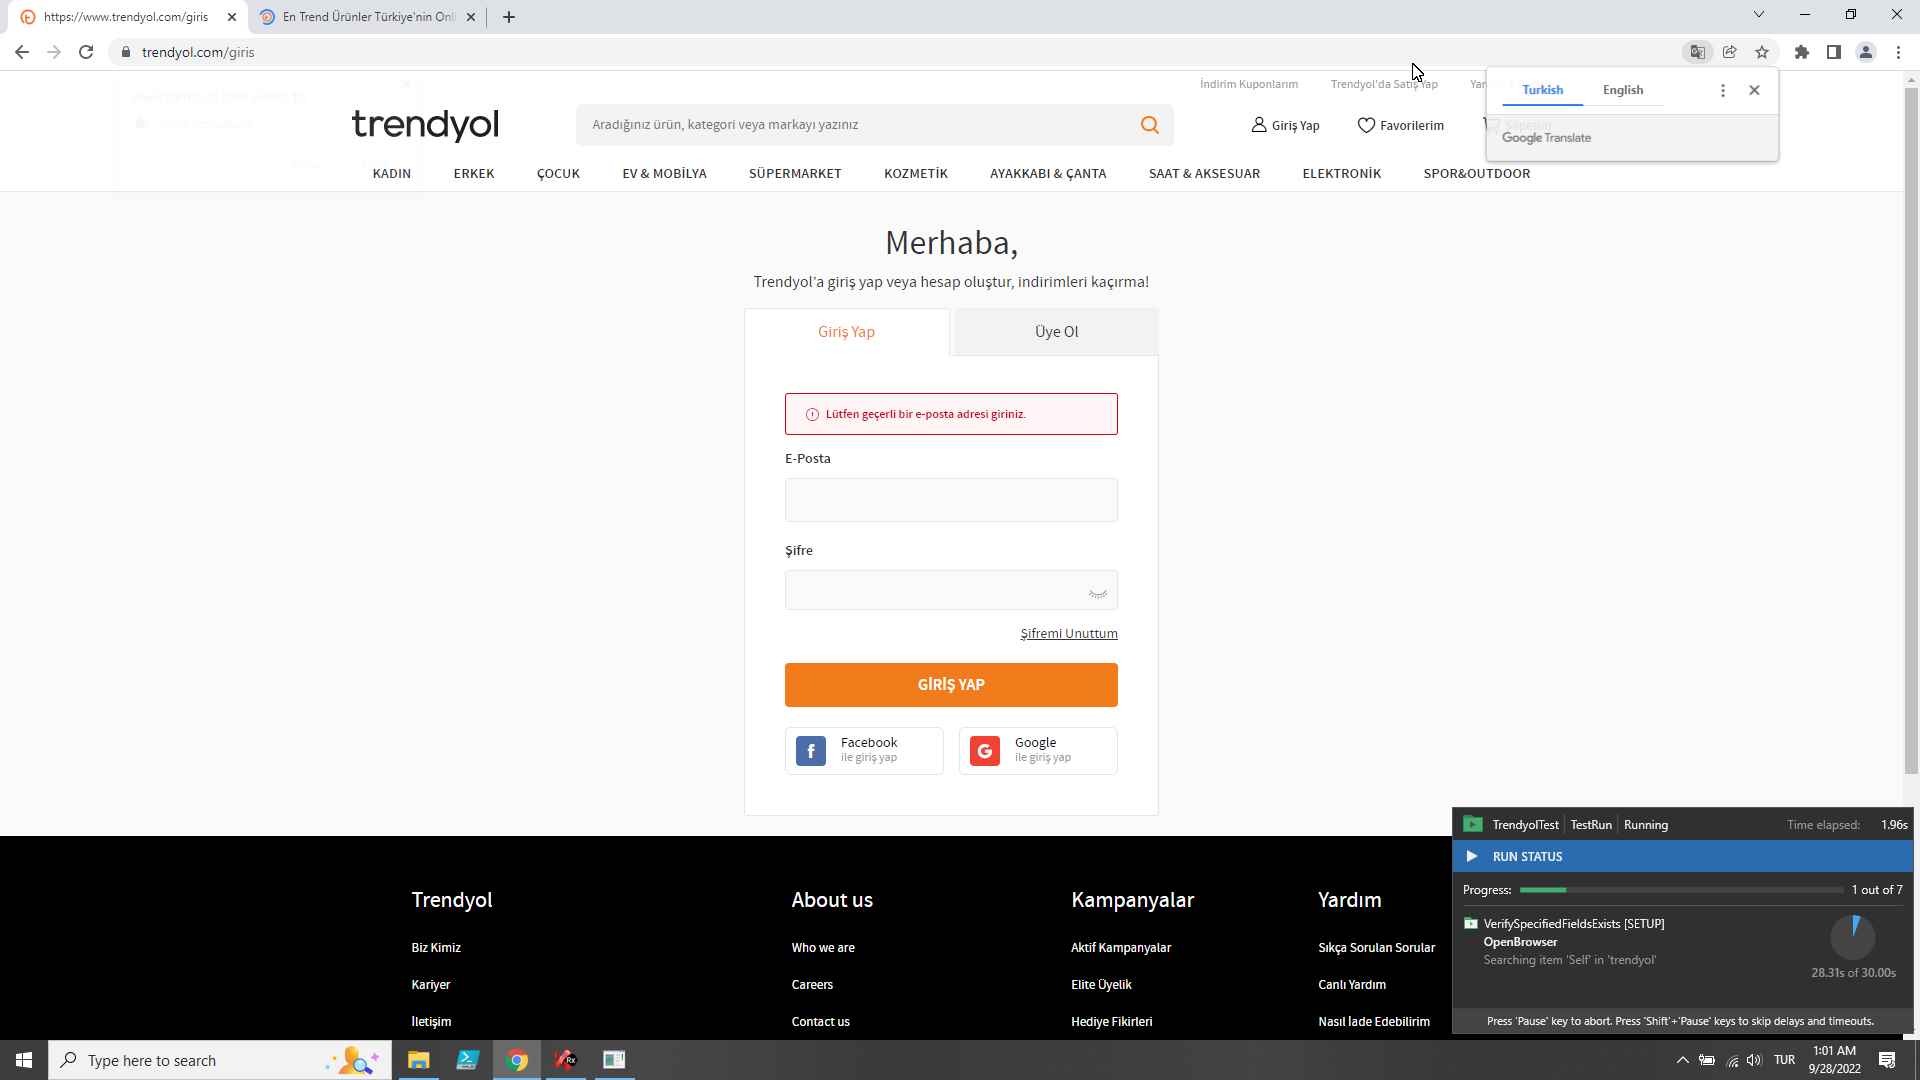 https://www.trendyol.com/giris
En Trend Ürünler Türkiye'nin Onli
trendyol.com/giris
İndirim Kuponlarım
Trendyol'da Satış Yap
Turkish
English
Google Translate
trendyol
Aradığınız ürün, kategori veya markayı yazınız
Giriş Yap
Favorilerim
KADIN
ERKEK
ÇOCUK
EV & MOBİLYA
SÜPERMARKET
KOZMETİK
AYAKKABI & ÇANTA
SAAT & AKSESUAR
ELEKTRONİK
SPOR&OUTDOOR
Merhaba,
Trendyol'a giriş yap veya hesap oluştur, indirimleri kaçırma!
Giriş Yap
Üye Ol
Lütfen geçerli bir e-posta adresi giriniz.
E-Posta
Şifre
Şifremi Unuttum
GİRİŞ YAP
Facebook
ile giriş yap
Google
ile giriş yap
Trendyol
Biz Kimiz
Kariyer
İletişim
About us
Who we are
Careers
Contact us
Kampanyalar
Aktif Kampanyalar
Elite Üyelik
Hediye Fikirleri
Yardım
Sıkça Sorulan Sorular
Canlı Yardım
Nasıl İade Edebilirim
TrendyolTest
TestRun
Running
Time elapsed: 1.96s
RUN STATUS
Progress:
1 out of 7
VerifySpecifiedFieldsExists [SETUP]
OpenBrowser
Searching item 'Self' in 'trendyol'
28.31s of 30.00s
Press 'Pause' key to abort. Press 'Shift'+'Pause' keys to skip delays and timeouts.
Type here to search
TUR
1:01 AM
9/28/2022